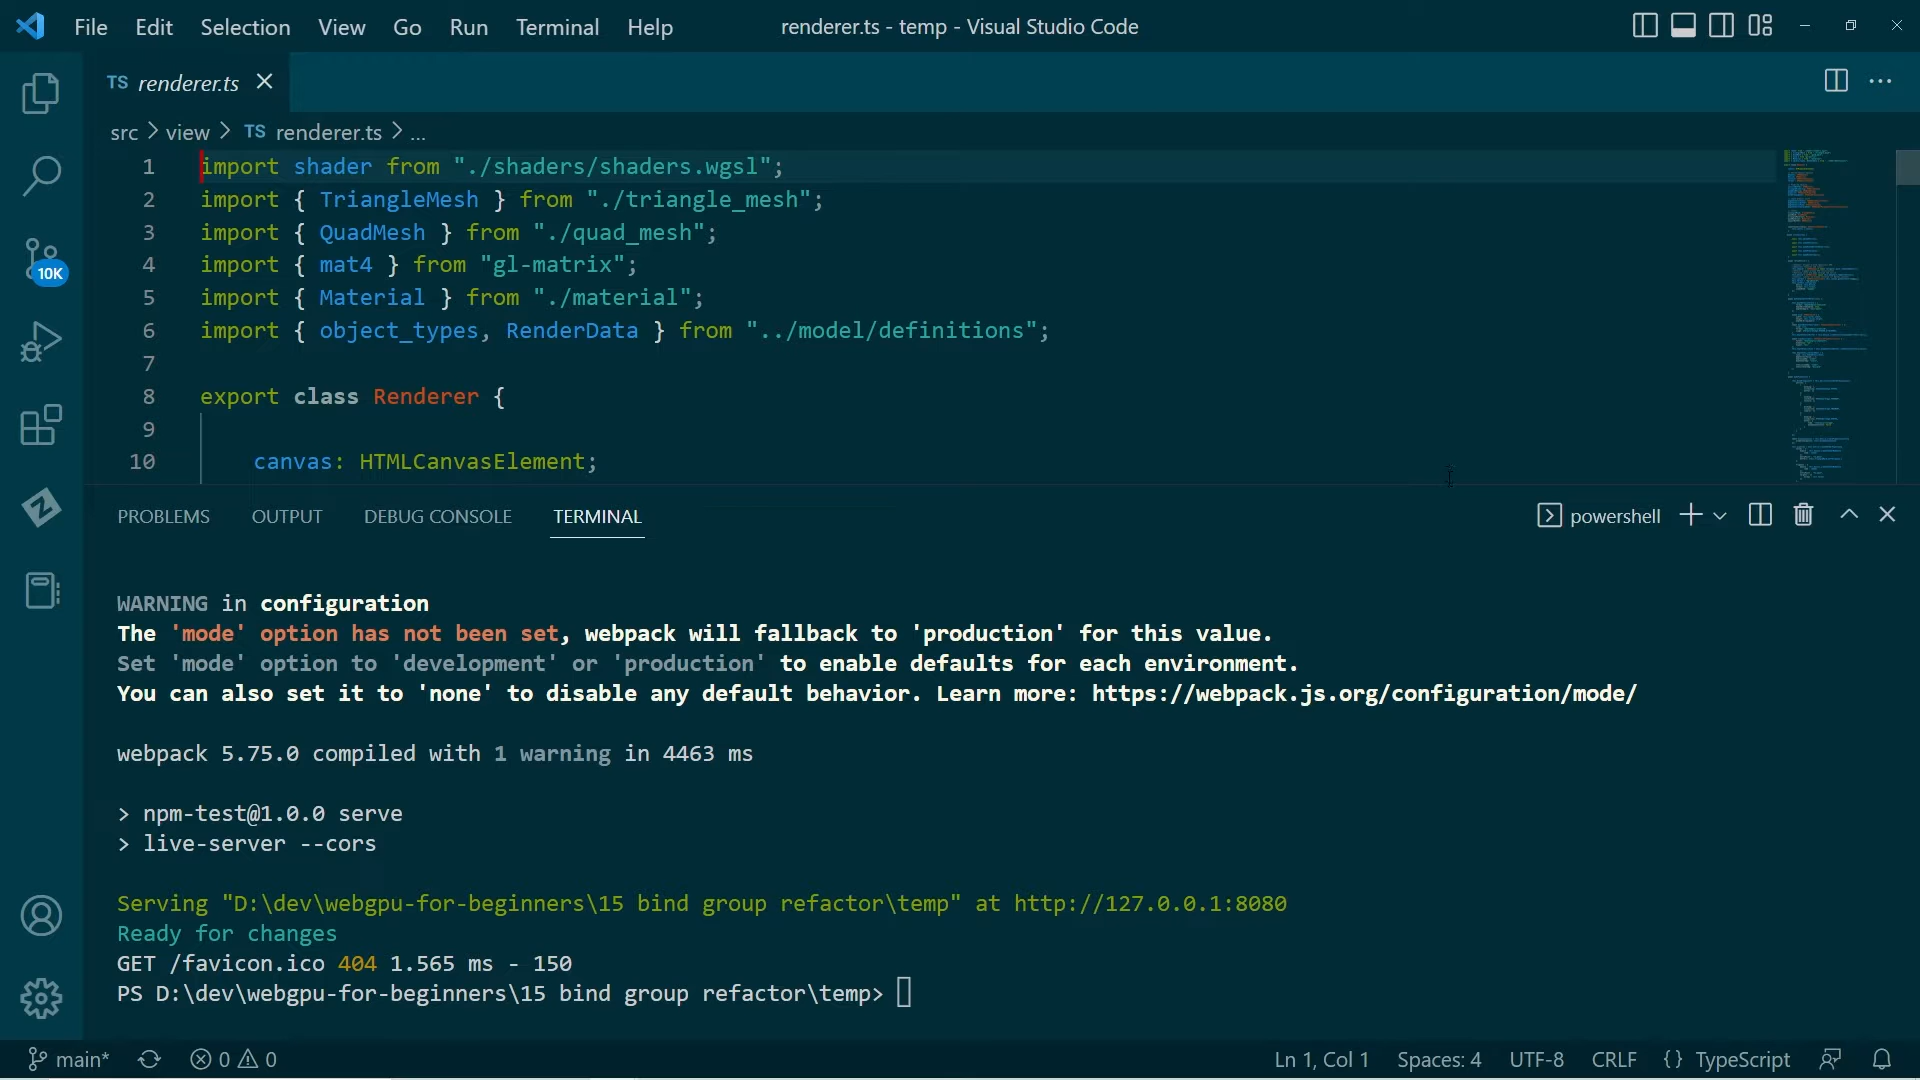 File Edit Selection View Go Run Terminal Help renderer.ts - temp - Visual Studio Code
TS renderer.ts
src > view > TS renderer.ts > ...
1 import shader from "./shaders/shaders.wgsl";
2 import { TriangleMesh } from "./triangle_mesh";
3 import { QuadMesh } from "./quad_mesh";
4 import { mat4 } from "gl-matrix";
5 import { Material } from "./material";
6 import { object_types, RenderData } from "../model/definitions";
7
8 export class Renderer {
9
10 canvas: HTMLCanvasElement;
10K
PROBLEMS OUTPUT DEBUG CONSOLE TERMINAL powershell
WARNING in configuration
The 'mode' option has not been set, webpack will fallback to 'production' for this value.
Set 'mode' option to 'development' or 'production' to enable defaults for each environment.
You can also set it to 'none' to disable any default behavior. Learn more: https://webpack.js.org/configuration/mode/
webpack 5.75.0 compiled with 1 warning in 4463 ms
> npm-test@1.0.0 serve
> live-server --cors
Serving "D:\dev\webgpu-for-beginners\15 bind group refactor\temp" at http://127.0.0.1:8080
Ready for changes
GET /favicon.ico 404 1.565 ms - 150
PS D:\dev\webgpu-for-beginners\15 bind group refactor\temp>
main* 0 0 Ln 1, Col 1 Spaces: 4 UTF-8 CRLF {} TypeScript